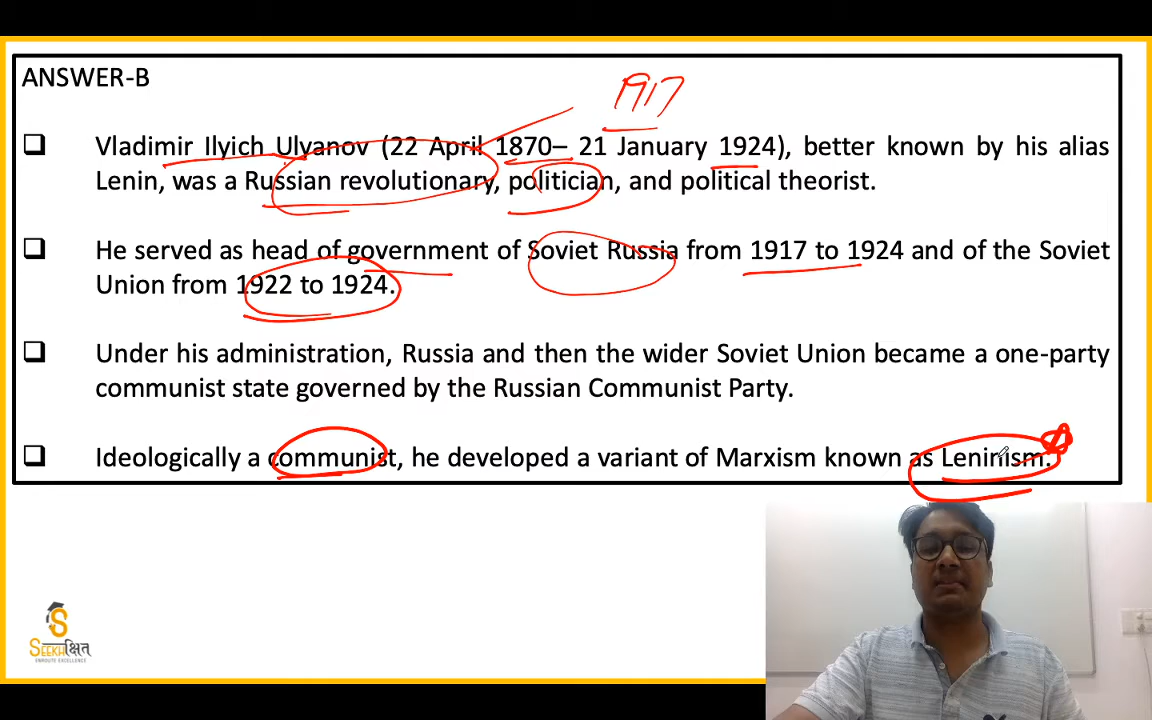 ANSWER-B
1917
❑ Vladimir Ilyich Ulyanov (22 April 1870– 21 January 1924), better known by his alias
Lenin, was a Russian revolutionary, politician, and political theorist.
❑ He served as head of government of Soviet Russia from 1917 to 1924 and of the Soviet
Union from 1922 to 1924.
❑ Under his administration, Russia and then the wider Soviet Union became a one-party
communist state governed by the Russian Communist Party.
❑ Ideologically a communist, he developed a variant of Marxism known as Leninism.
S
SEEKHक्षित
ENROUTE EXCELLENCE